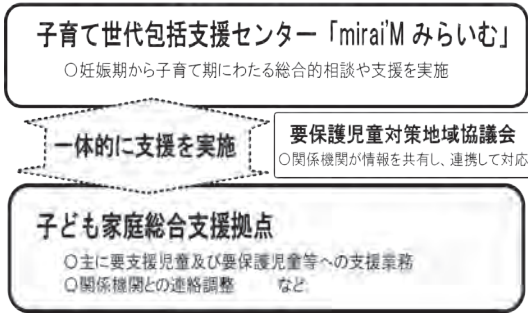 子育て世代包括支援センター「mirai’M みらいむ」
○妊娠期から子育て期にわたる総合的相談や支援を実施
一体的に支援を実施
要保護児童対策地域協議会
○関係機関が情報を共有し、連携して対応
子ども家庭総合支援拠点
○主に要支援児童及び要保護児童等への支援業務
○関係機関との連絡調整　　など